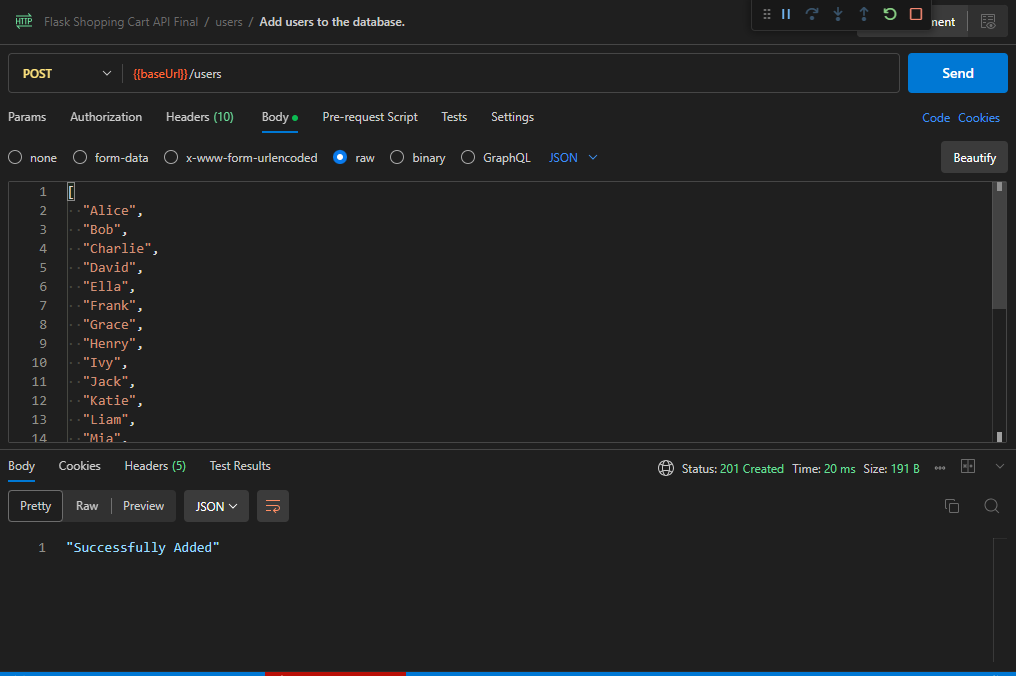 HTTP Flask Shopping Cart API Final / users / Add users to the database.
POST {{baseUrl}}/users Send
Params Authorization Headers (10) Body Pre-request Script Tests Settings Code Cookies
none form-data x-www-form-urlencoded raw binary GraphQL JSON Beautify
1 [
2 "Alice",
3 "Bob",
4 "Charlie",
5 "David",
6 "Ella",
7 "Frank",
8 "Grace",
9 "Henry",
10 "Ivy",
11 "Jack",
12 "Katie",
13 "Liam",
14 "Mia",
Body Cookies Headers (5) Test Results Status: 201 Created Time: 20 ms Size: 191 B
Pretty Raw Preview JSON
1 "Successfully Added"